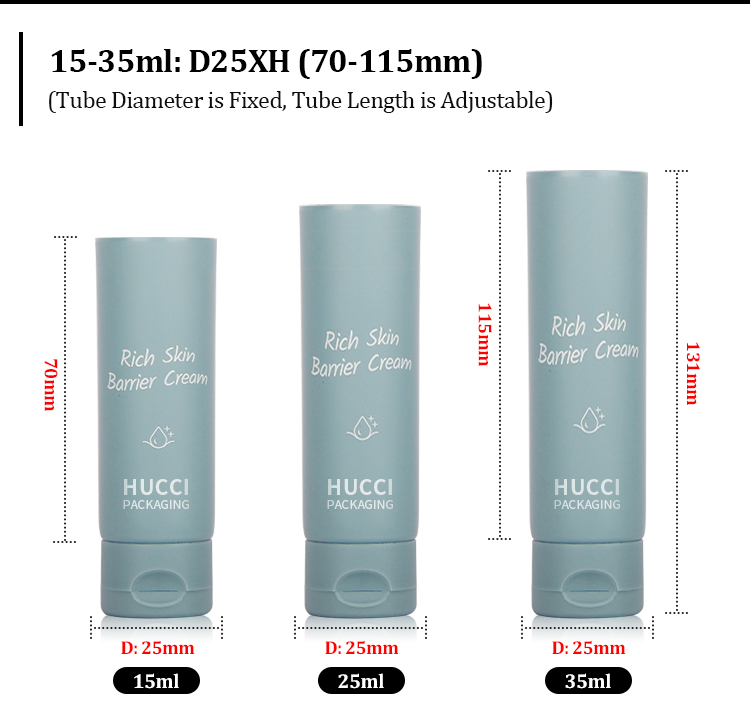 15-35ml: D25XH (70-115mm)
(Tube Diameter is Fixed, Tube Length is Adjustable)
70mm
Rich Skin
Barrier Cream
HUCCI
PACKAGING
D: 25mm
15ml
Rich Skin
Barrier Cream
HUCCI
PACKAGING
D: 25mm
25ml
115mm
Rich Skin
Barrier Cream
HUCCI
PACKAGING
131mm
D: 25mm
35ml